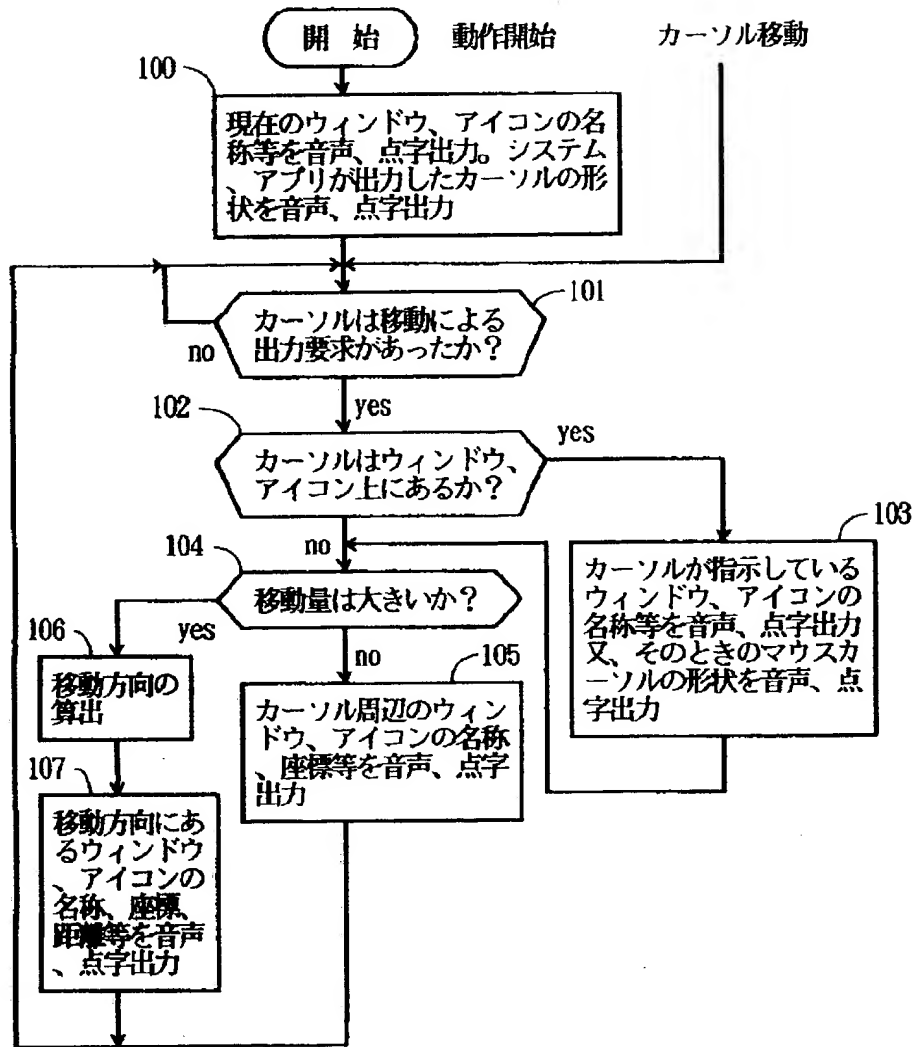 開 始
動作開始
カーソル移動
100
現在のウィンドウ、アイコンの名
称等を音声、点字出力。システム
、アプリが出力したカーソルの形
状を音声、点字出力
101
カーソルは移動による
出力要求があったか？
no
yes
102
カーソルはウィンドウ、
アイコン上にあるか？
yes
no
103
カーソルが指示している
ウィンドウ、アイコンの
名称等を音声、点字出力
又、そのときのマウスカ
ーソルの形状を音声、点
字出力
104
移動量は大きいか？
yes
no
105
カーソル周辺のウィン
ドウ、アイコンの名称
、座標等を音声、点字
出力
106
移動方向の
算出
107
移動方向にあ
るウィンドウ
、アイコンの
名称、座標、
距離等を音声
、点字出力